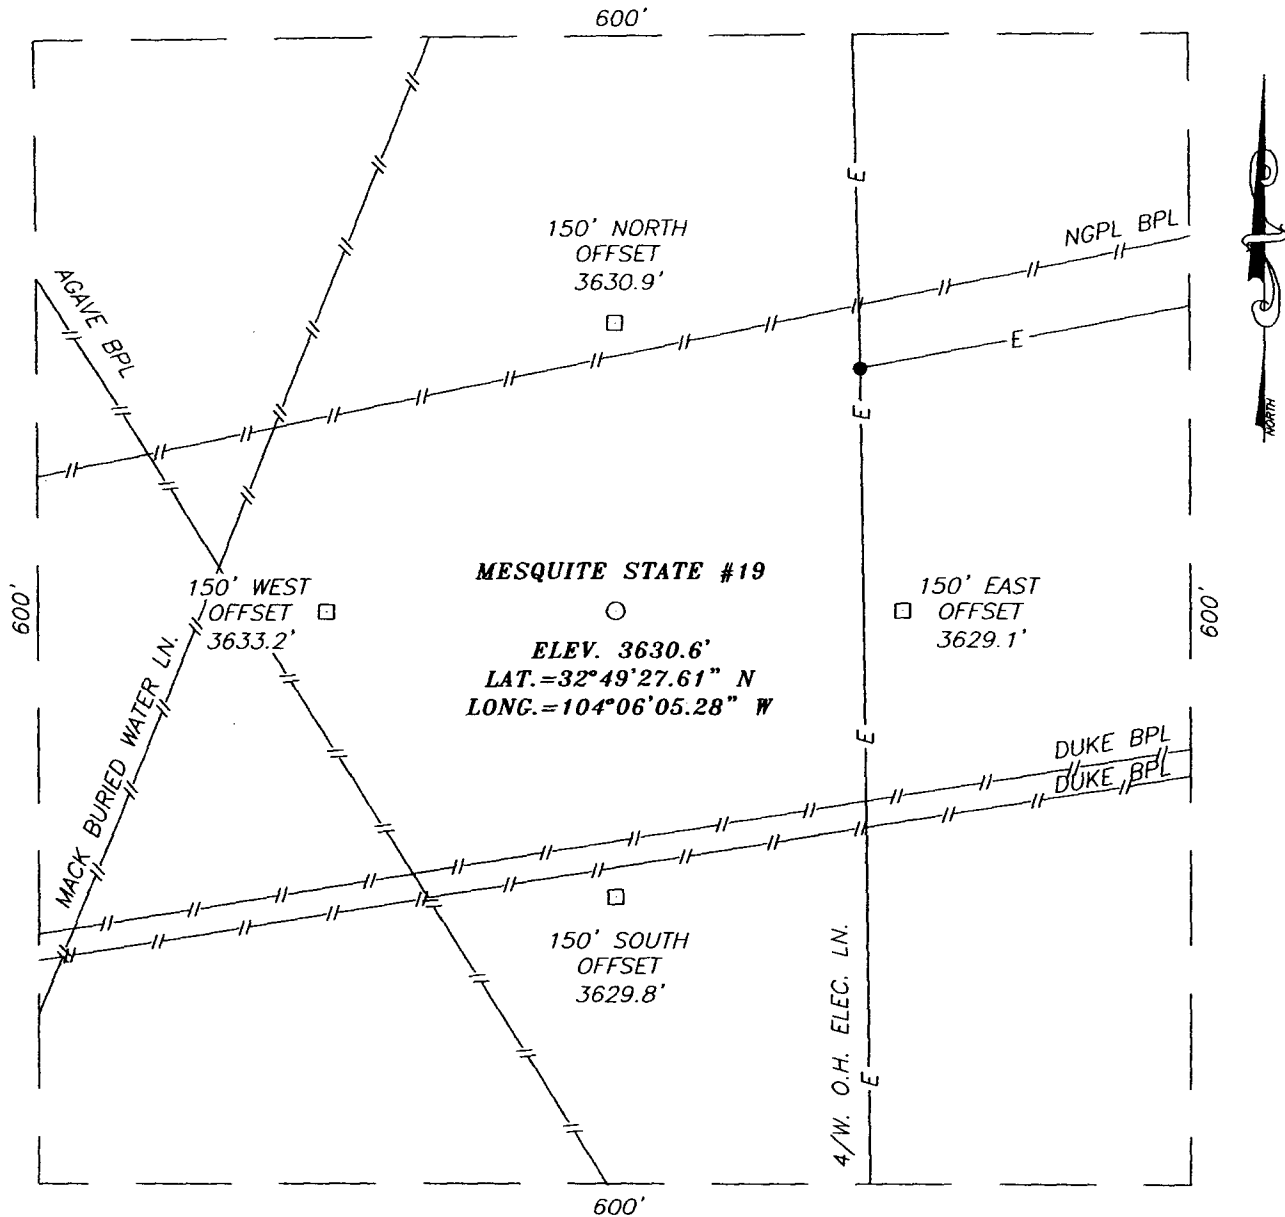 600'
150' NORTH
OFFSET
3630.9'
NGPL BPL
E
E
AGAVE BPL
E
NORTH
600'
150' WEST
OFFSET
3633.2'
MESQUITE STATE #19
ELEV. 3630.6'
LAT.=32°49'27.61" N
LONG.=104°06'05.28" W
150' EAST
OFFSET
3629.1'
600'
MACK BURIED WATER LN.
E
DUKE BPL
DUKE BPL
150' SOUTH
OFFSET
3629.8'
4/W. O.H. ELEC. LN.
E
600'